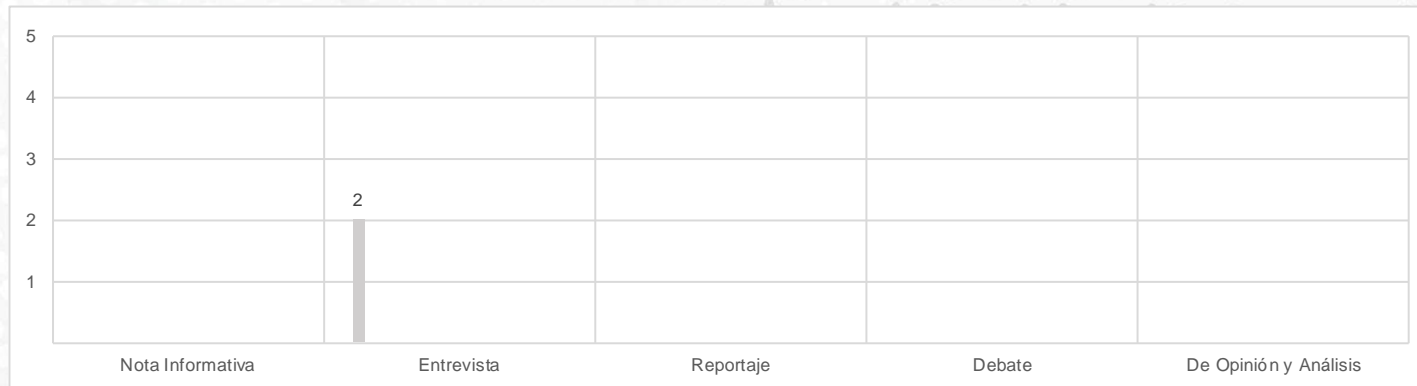 5
4
3
2
2
1
Nota Informativa
Entrevista
Reportaje
Debate
De Opinión y Análisis